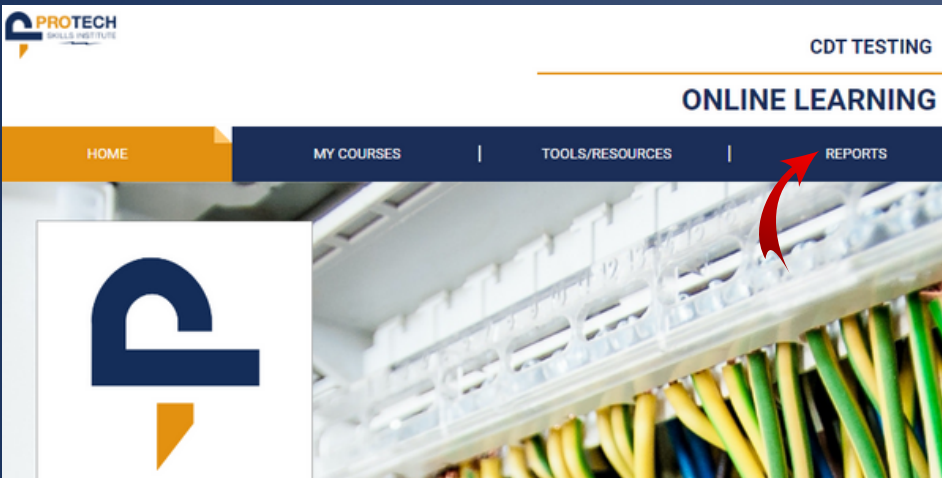 PROTECH
SKILLS INSTITUTE
CDT TESTING
ONLINE LEARNING
HOME
MY COURSES | TOOLS/RESOURCES | REPORTS